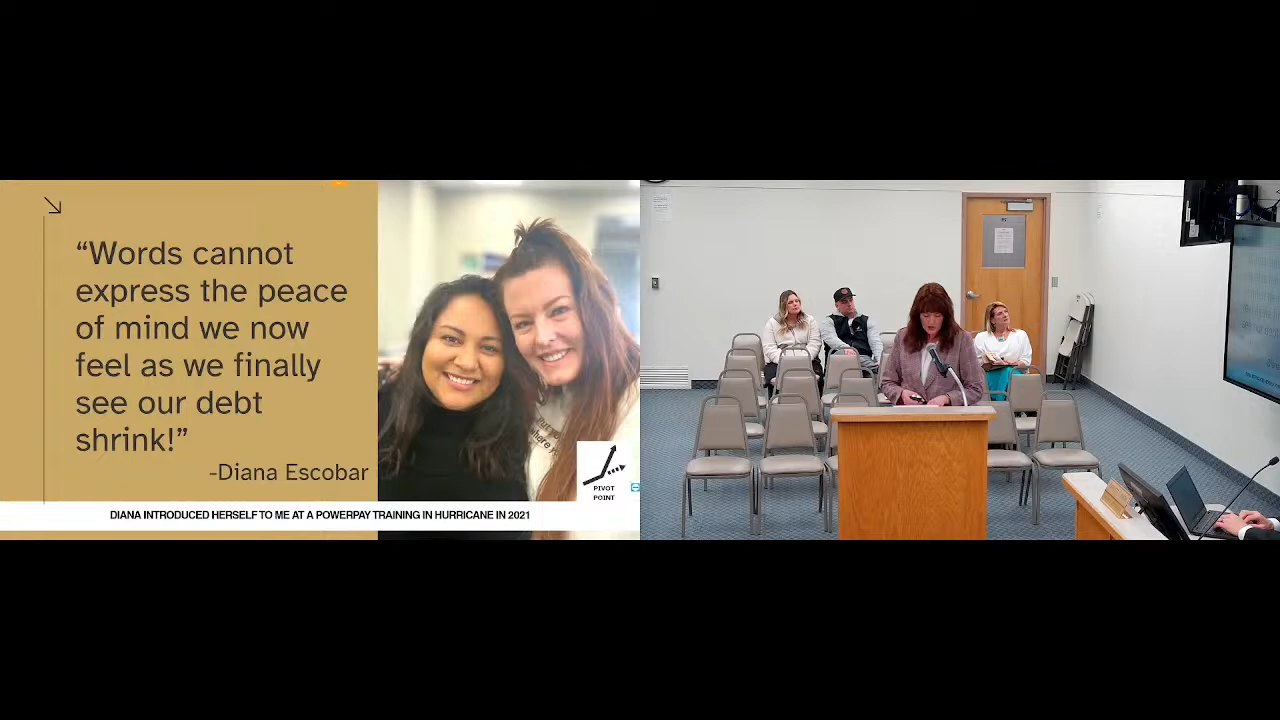 “Words cannot
express the peace
of mind we now
feel as we finally
see our debt
shrink!”
-Diana Escobar
PIVOT
POINT
DIANA INTRODUCED HERSELF TO ME AT A POWERPAY TRAINING IN HURRICANE IN 2021